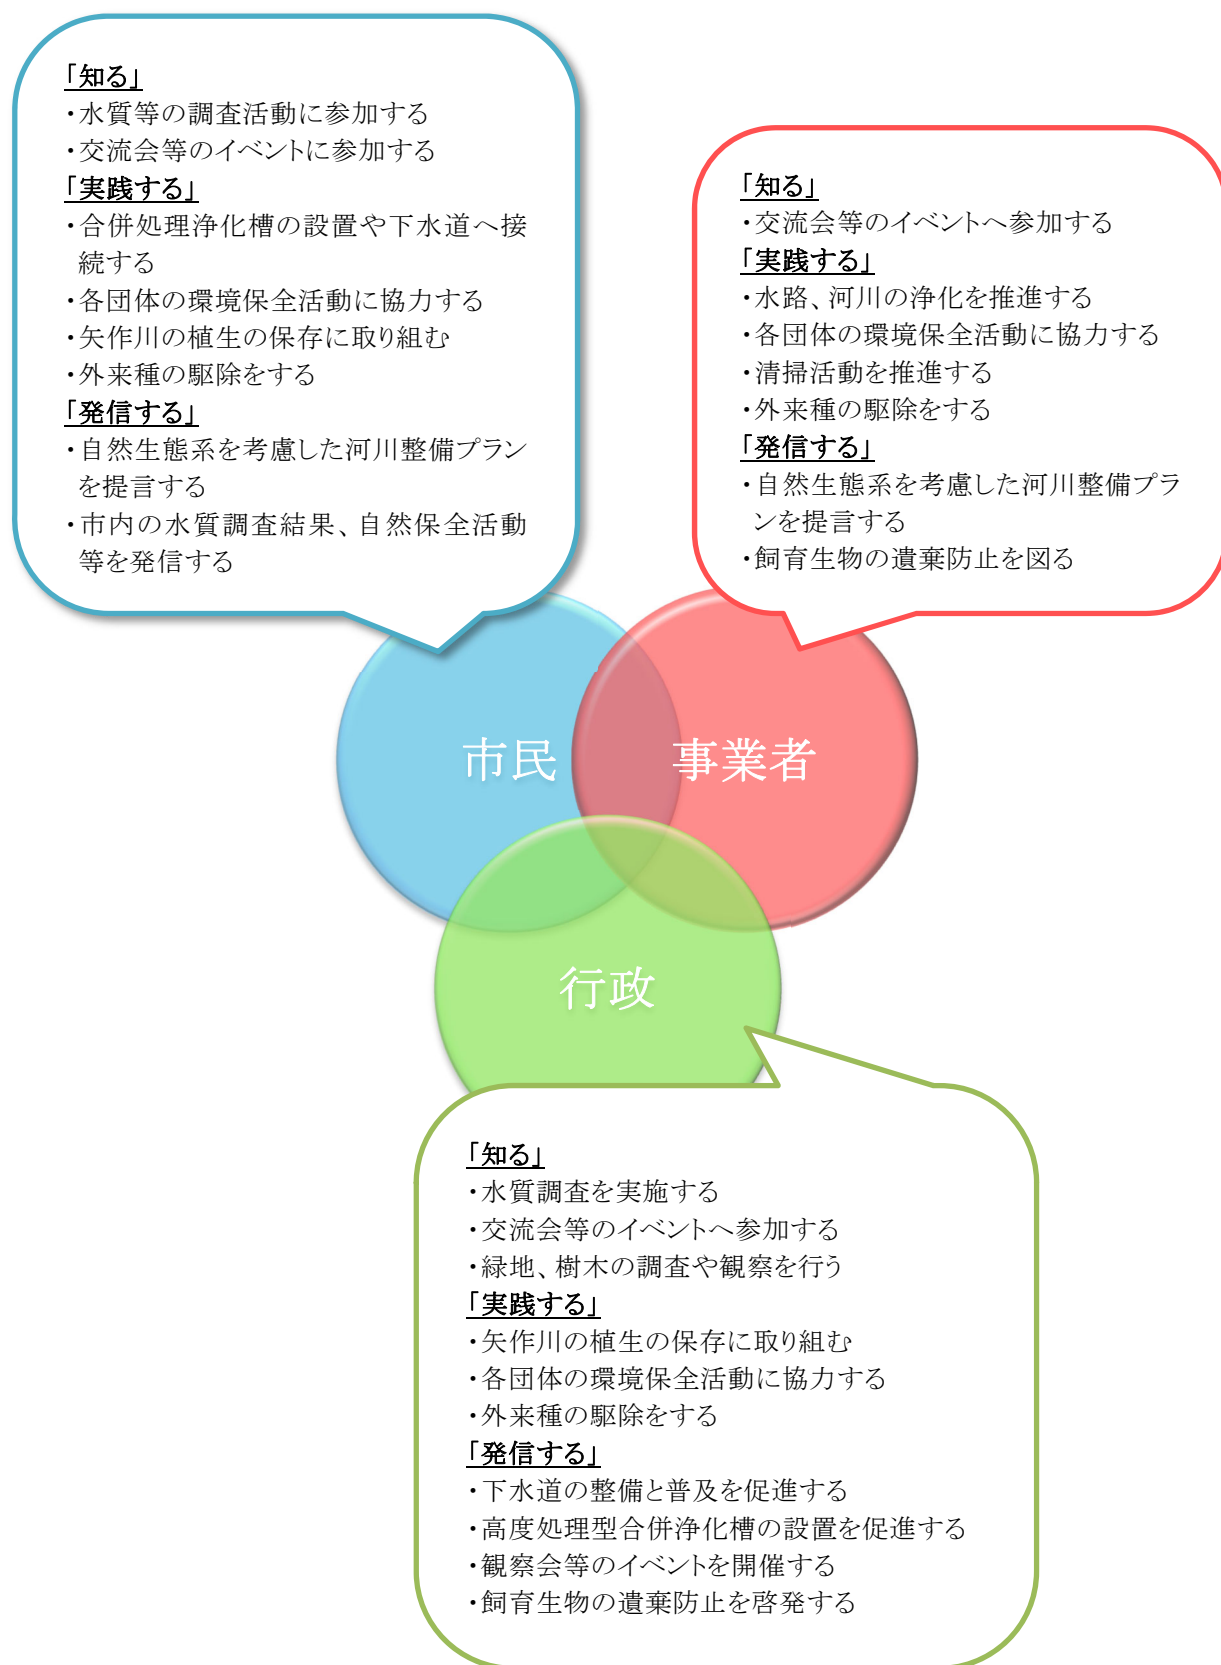 「知る」
・水質等の調査活動に参加する
・交流会等のイベントに参加する
「実践する」
・合併処理浄化槽の設置や下水道へ接
続する
・各団体の環境保全活動に協力する
・矢作川の植生の保存に取り組む
・外来種の駆除をする
「発信する」
・自然生態系を考慮した河川整備プラン
を提言する
・市内の水質調査結果、自然保全活動
等を発信する
「知る」
・交流会等のイベントへ参加する
「実践する」
・水路、河川の浄化を推進する
・各団体の環境保全活動に協力する
・清掃活動を推進する
・外来種の駆除をする
「発信する」
・自然生態系を考慮した河川整備プラ
ンを提言する
・飼育生物の遺棄防止を図る
市民
事業者
行政
「知る」
・水質調査を実施する
・交流会等のイベントへ参加する
・緑地、樹木の調査や観察を行う
「実践する」
・矢作川の植生の保存に取り組む
・各団体の環境保全活動に協力する
・外来種の駆除をする
「発信する」
・下水道の整備と普及を促進する
・高度処理型合併浄化槽の設置を促進する
・観察会等のイベントを開催する
・飼育生物の遺棄防止を啓発する